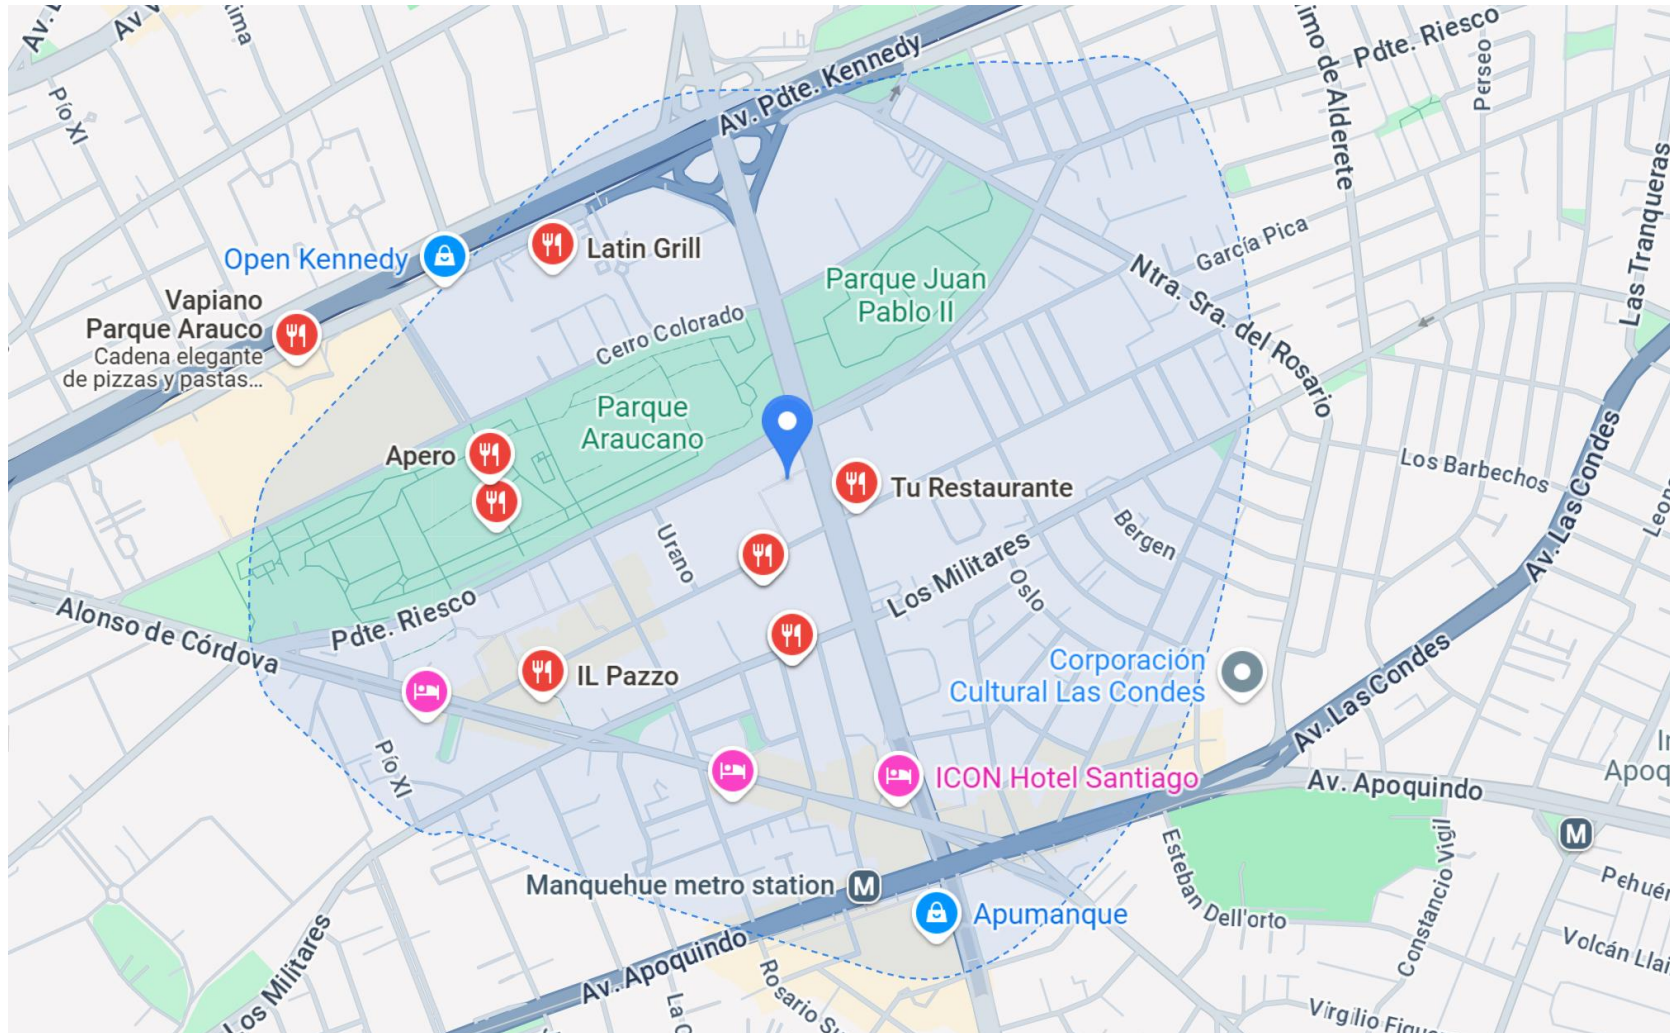 Av. Pdte. Kennedy
Pdte. Riesco
Perseo
Pío XI
Las Tranqueras
García Pica
Ntra. Sra. del Rosario
Open Kennedy
Latin Grill
Vapiano
Parque Arauco
Cadena elegante
de pizzas y pastas...
Cerro Colorado
Parque Juan
Pablo II
Parque
Araucano
Apero
Tu Restaurante
Los Barbechos
Av. Las Condes
Bergen
Urano
Los Militares
Oslo
Alonso de Córdova
Pdte. Riesco
IL Pazzo
Corporación
Cultural Las Condes
Av. Las Condes
Pío XI
ICON Hotel Santiago
Av. Apoquindo
M
Manquehue metro station
M
Esteban Dell'orto
Constancio Vigil
Apumanque
Los Militares
Av. Apoquindo